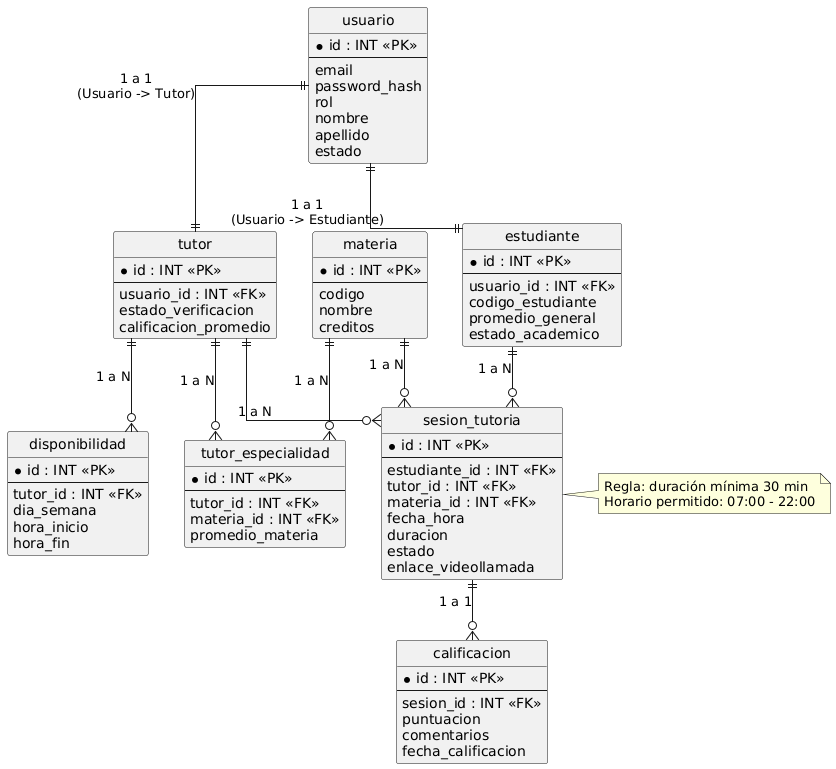 usuario
id : INT «PK»
email
password_hash
rol
nombre
apellido
estado
1 a 1
(Usuario -> Tutor)
1 a 1
(Usuario -> Estudiante)
tutor
id : INT «PK»
usuario_id : INT «FK»
estado_verificacion
calificacion_promedio
materia
id : INT «PK»
codigo
nombre
creditos
estudiante
id : INT «PK»
usuario_id : INT «FK»
codigo_estudiante
promedio_general
estado_academico
1 a N
1 a N
1 a N
1 a N
1 a N
1 a N
disponibilidad
id : INT «PK»
tutor_id : INT «FK»
dia_semana
hora_inicio
hora_fin
tutor_especialidad
id : INT «PK»
tutor_id : INT «FK»
materia_id : INT «FK»
promedio_materia
sesion_tutoria
id : INT «PK»
estudiante_id : INT «FK»
tutor_id : INT «FK»
materia_id : INT «FK»
fecha_hora
duracion
estado
enlace_videollamada
Regla: duración mínima 30 min
Horario permitido: 07:00 - 22:00
1 a 1
calificacion
id : INT «PK»
sesion_id : INT «FK»
puntuacion
comentarios
fecha_calificacion